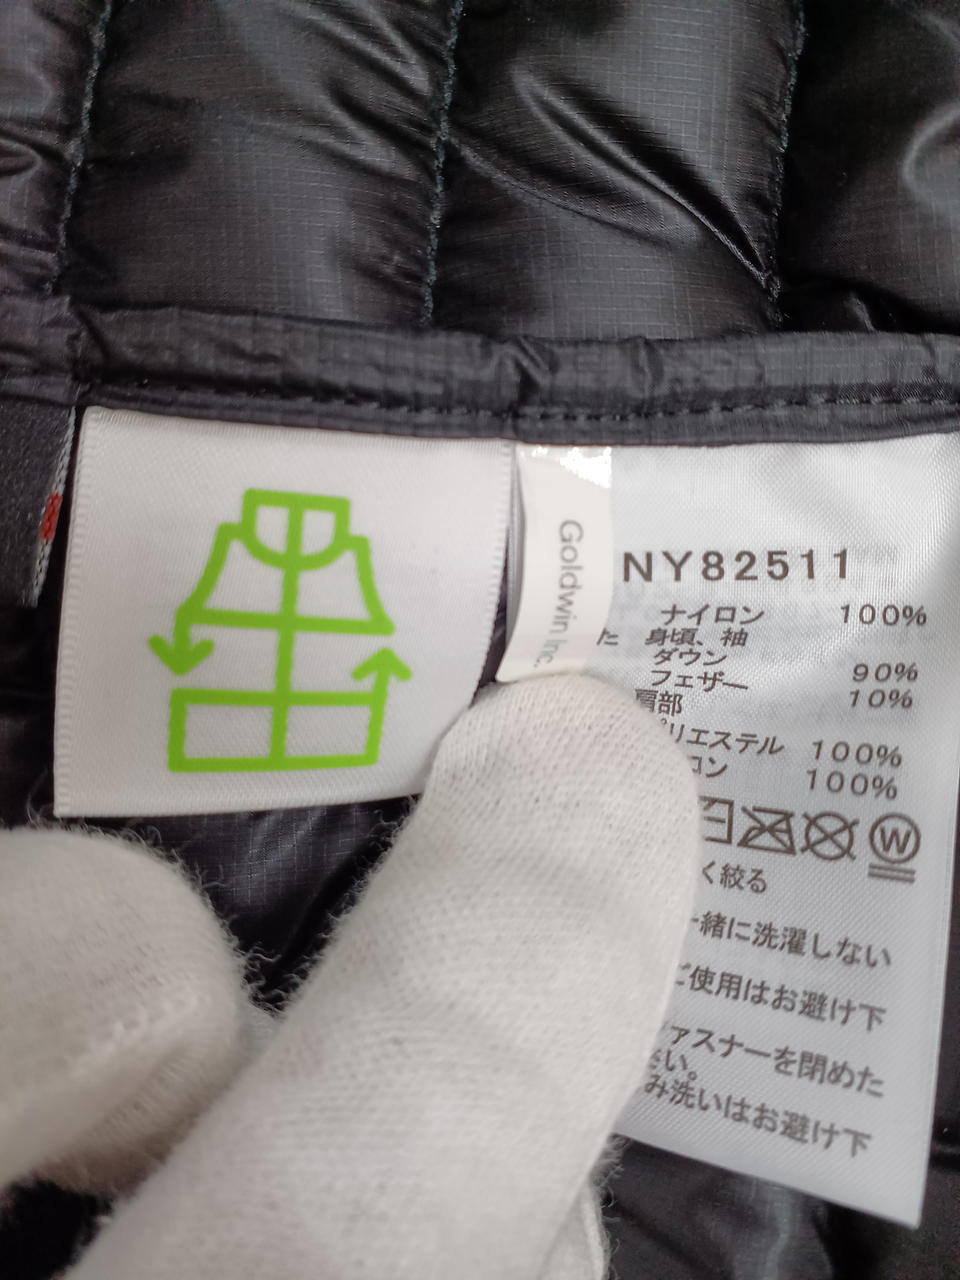 Goldwin Inc.
NY82511
ナイロン 100%
た 身頃、袖
ダウン 90%
フェザー 10%
肩部
リエステル 100%
ロン 100%
W
く絞る
緒に洗濯しない
ご使用はお避け下
ァスナーを閉めた
さい。
み洗いはお避け下